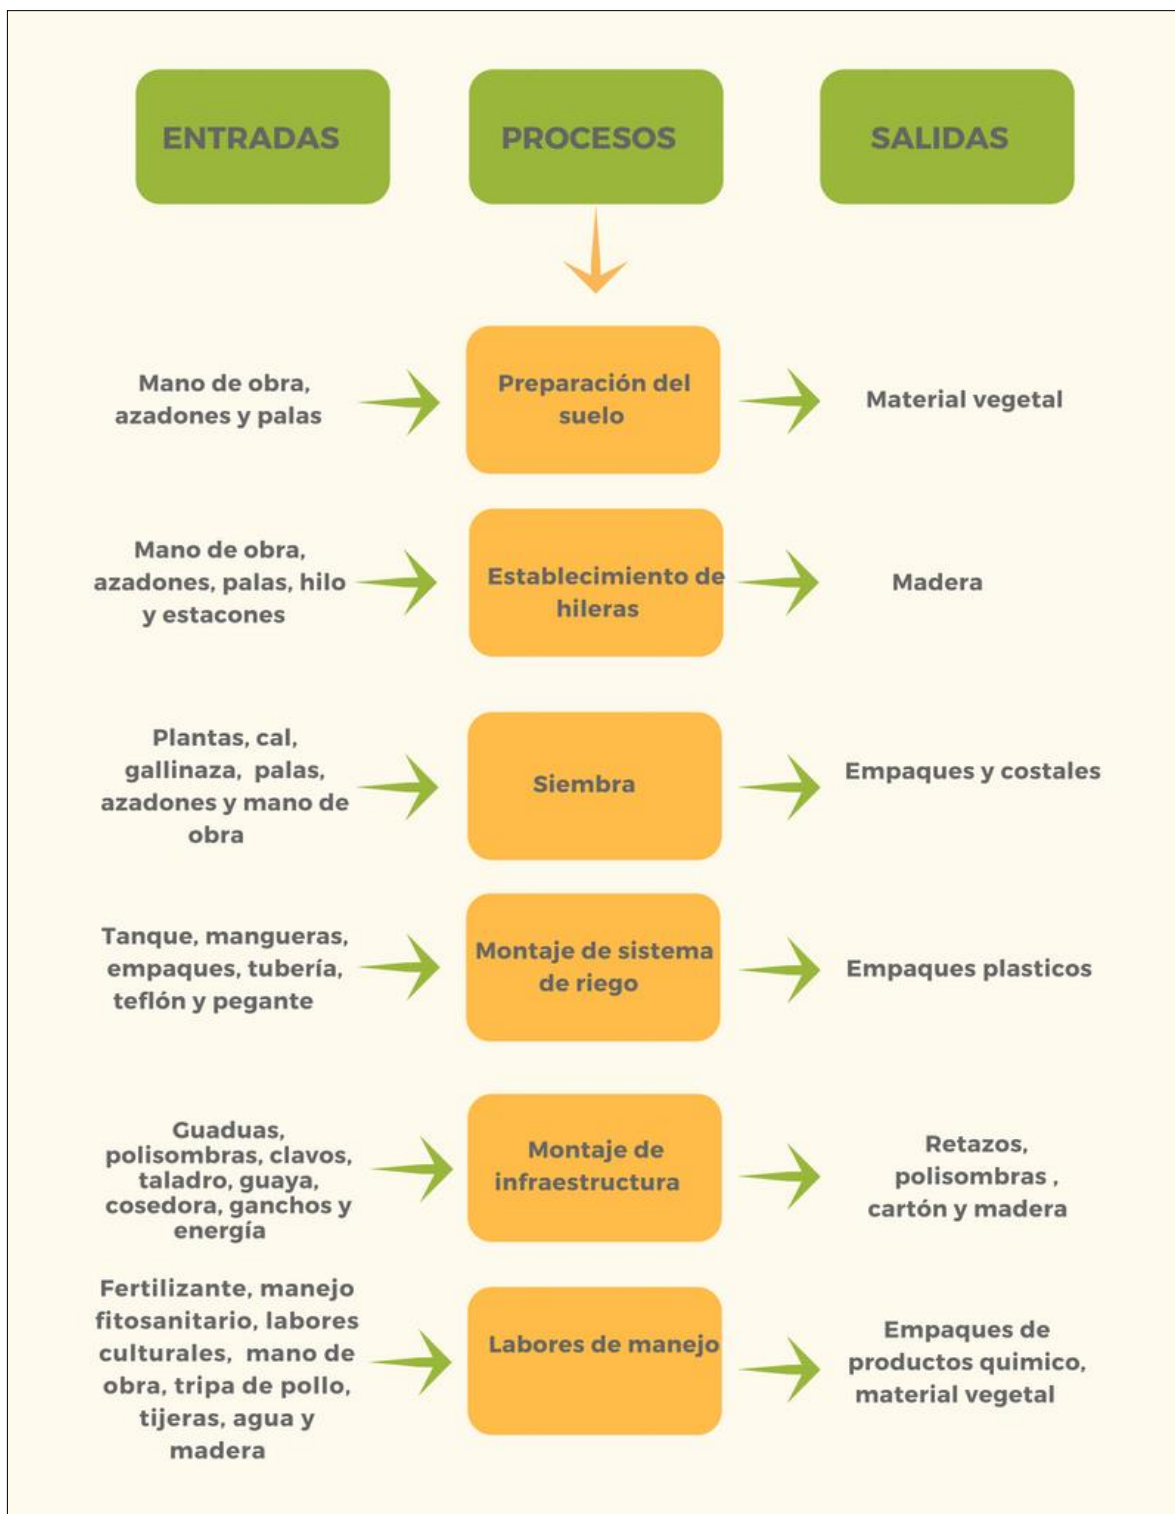 ENTRADAS
PROCESOS
SALIDAS
Mano de obra,
azadones y palas
Preparación del
suelo
Material vegetal
Mano de obra,
azadones, palas, hilo
y estacones
Establecimiento de
hileras
Madera
Plantas, cal,
gallinaza, palas,
azadones y mano de
obra
Siembra
Empaques y costales
Tanque, mangueras,
empaques, tubería,
teflón y pegante
Montaje de sistema
de riego
Empaques plasticos
Guaduas,
polisombras, clavos,
taladro, guaya,
cosedora, ganchos y
energía
Montaje de
infraestructura
Retazos,
polisombras ,
cartón y madera
Fertilizante, manejo
fitosanitario, labores
culturales, mano de
obra, tripa de pollo,
tijeras, agua y
madera
Labores de manejo
Empaques de
productos quimico,
material vegetal